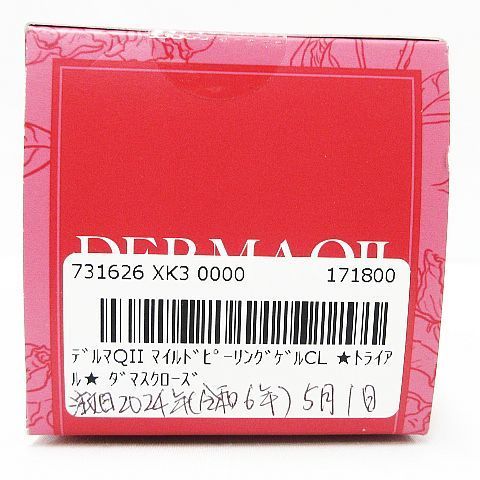 DERMAQII
731626 XK3 0000 171800
ﾃﾞﾙﾏQII ﾏｲﾙﾄﾞﾋﾟｰﾘﾝｸﾞｹﾞﾙCL ★ﾄﾗｲｱ
ﾙ★ ﾀﾞﾏｽｸﾛｰｽﾞ
2024年(令和6年)5月1日